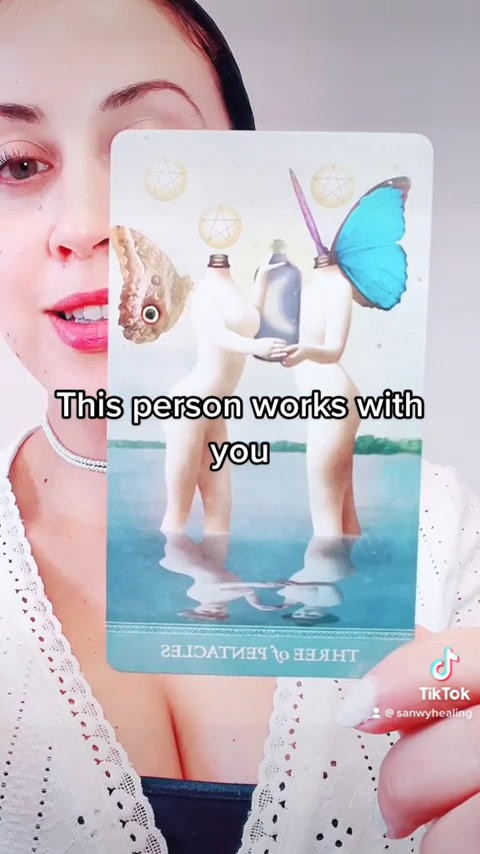 This person works with
you
THREE of PENTACLES
TikTok
@ sanwyhealing